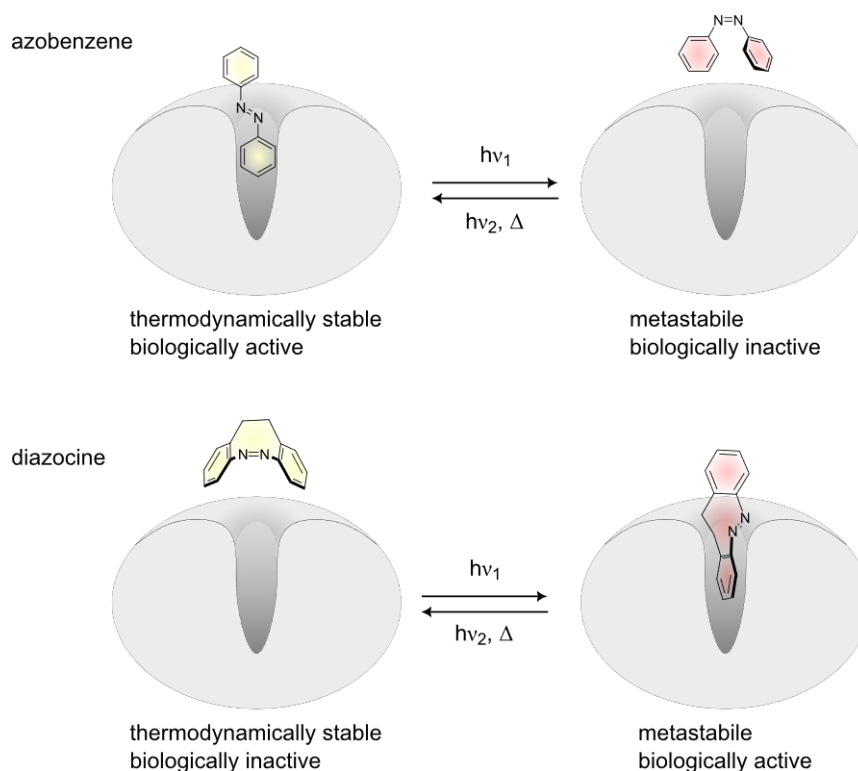 azobenzene
N
N
N=N
hν₁
hν₂, Δ
thermodynamically stable
biologically active
metastabile
biologically inactive
diazocine
N=N
N
N
hν₁
hν₂, Δ
thermodynamically stable
biologically inactive
metastabile
biologically active